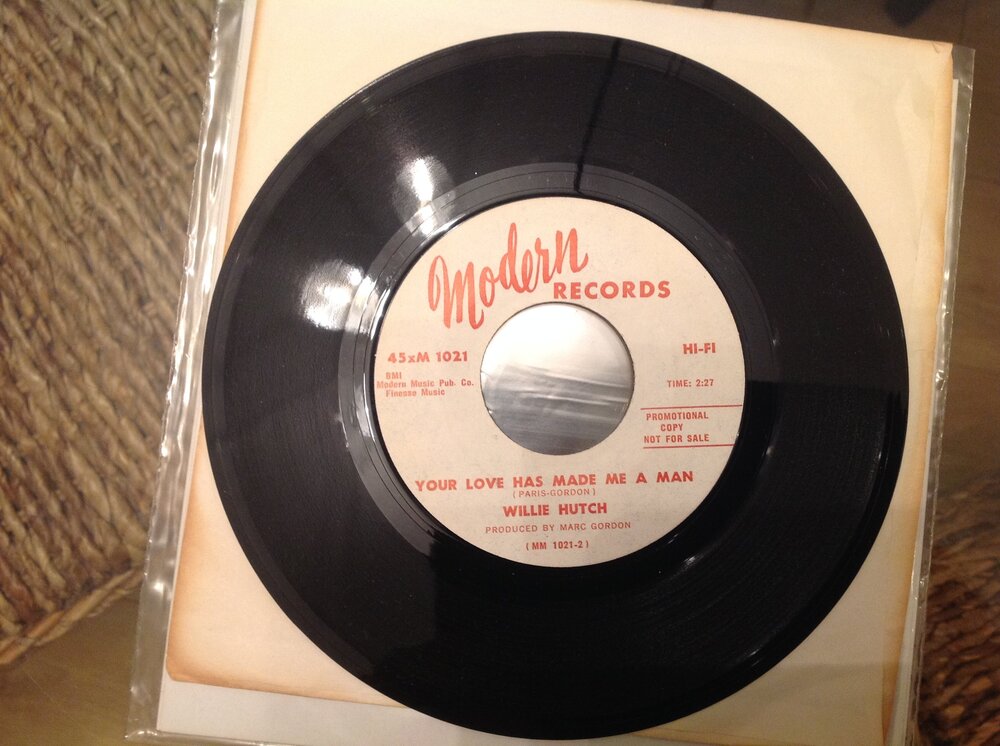 Modern
RECORDS
45xM 1021
HI-FI
BMI
Modern Music Pub. Co.
Finesse Music
TIME: 2:27
PROMOTIONAL
COPY
NOT FOR SALE
YOUR LOVE HAS MADE ME A MAN
(PARIS-GORDON)
WILLIE HUTCH
PRODUCED BY MARC GORDON
(MM 1021-2)